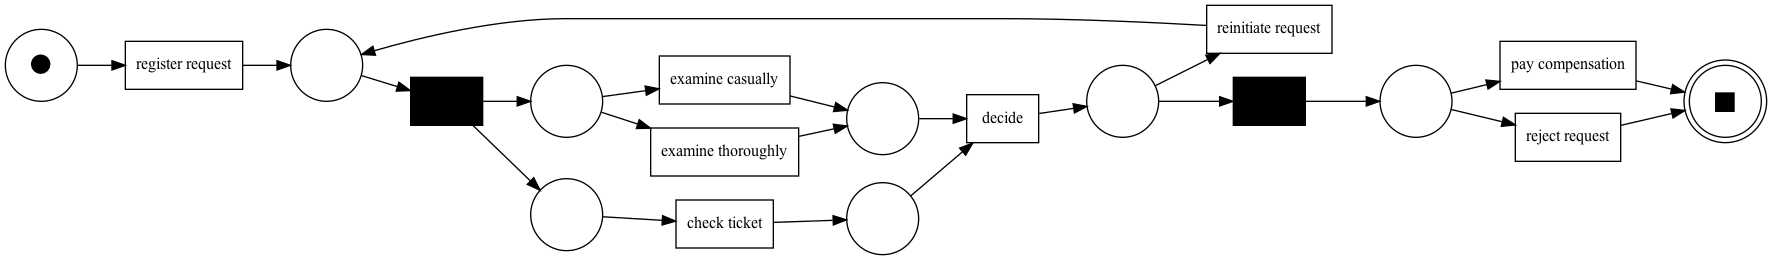 register request
examine casually
examine thoroughly
check ticket
decide
reinitiate request
pay compensation
reject request